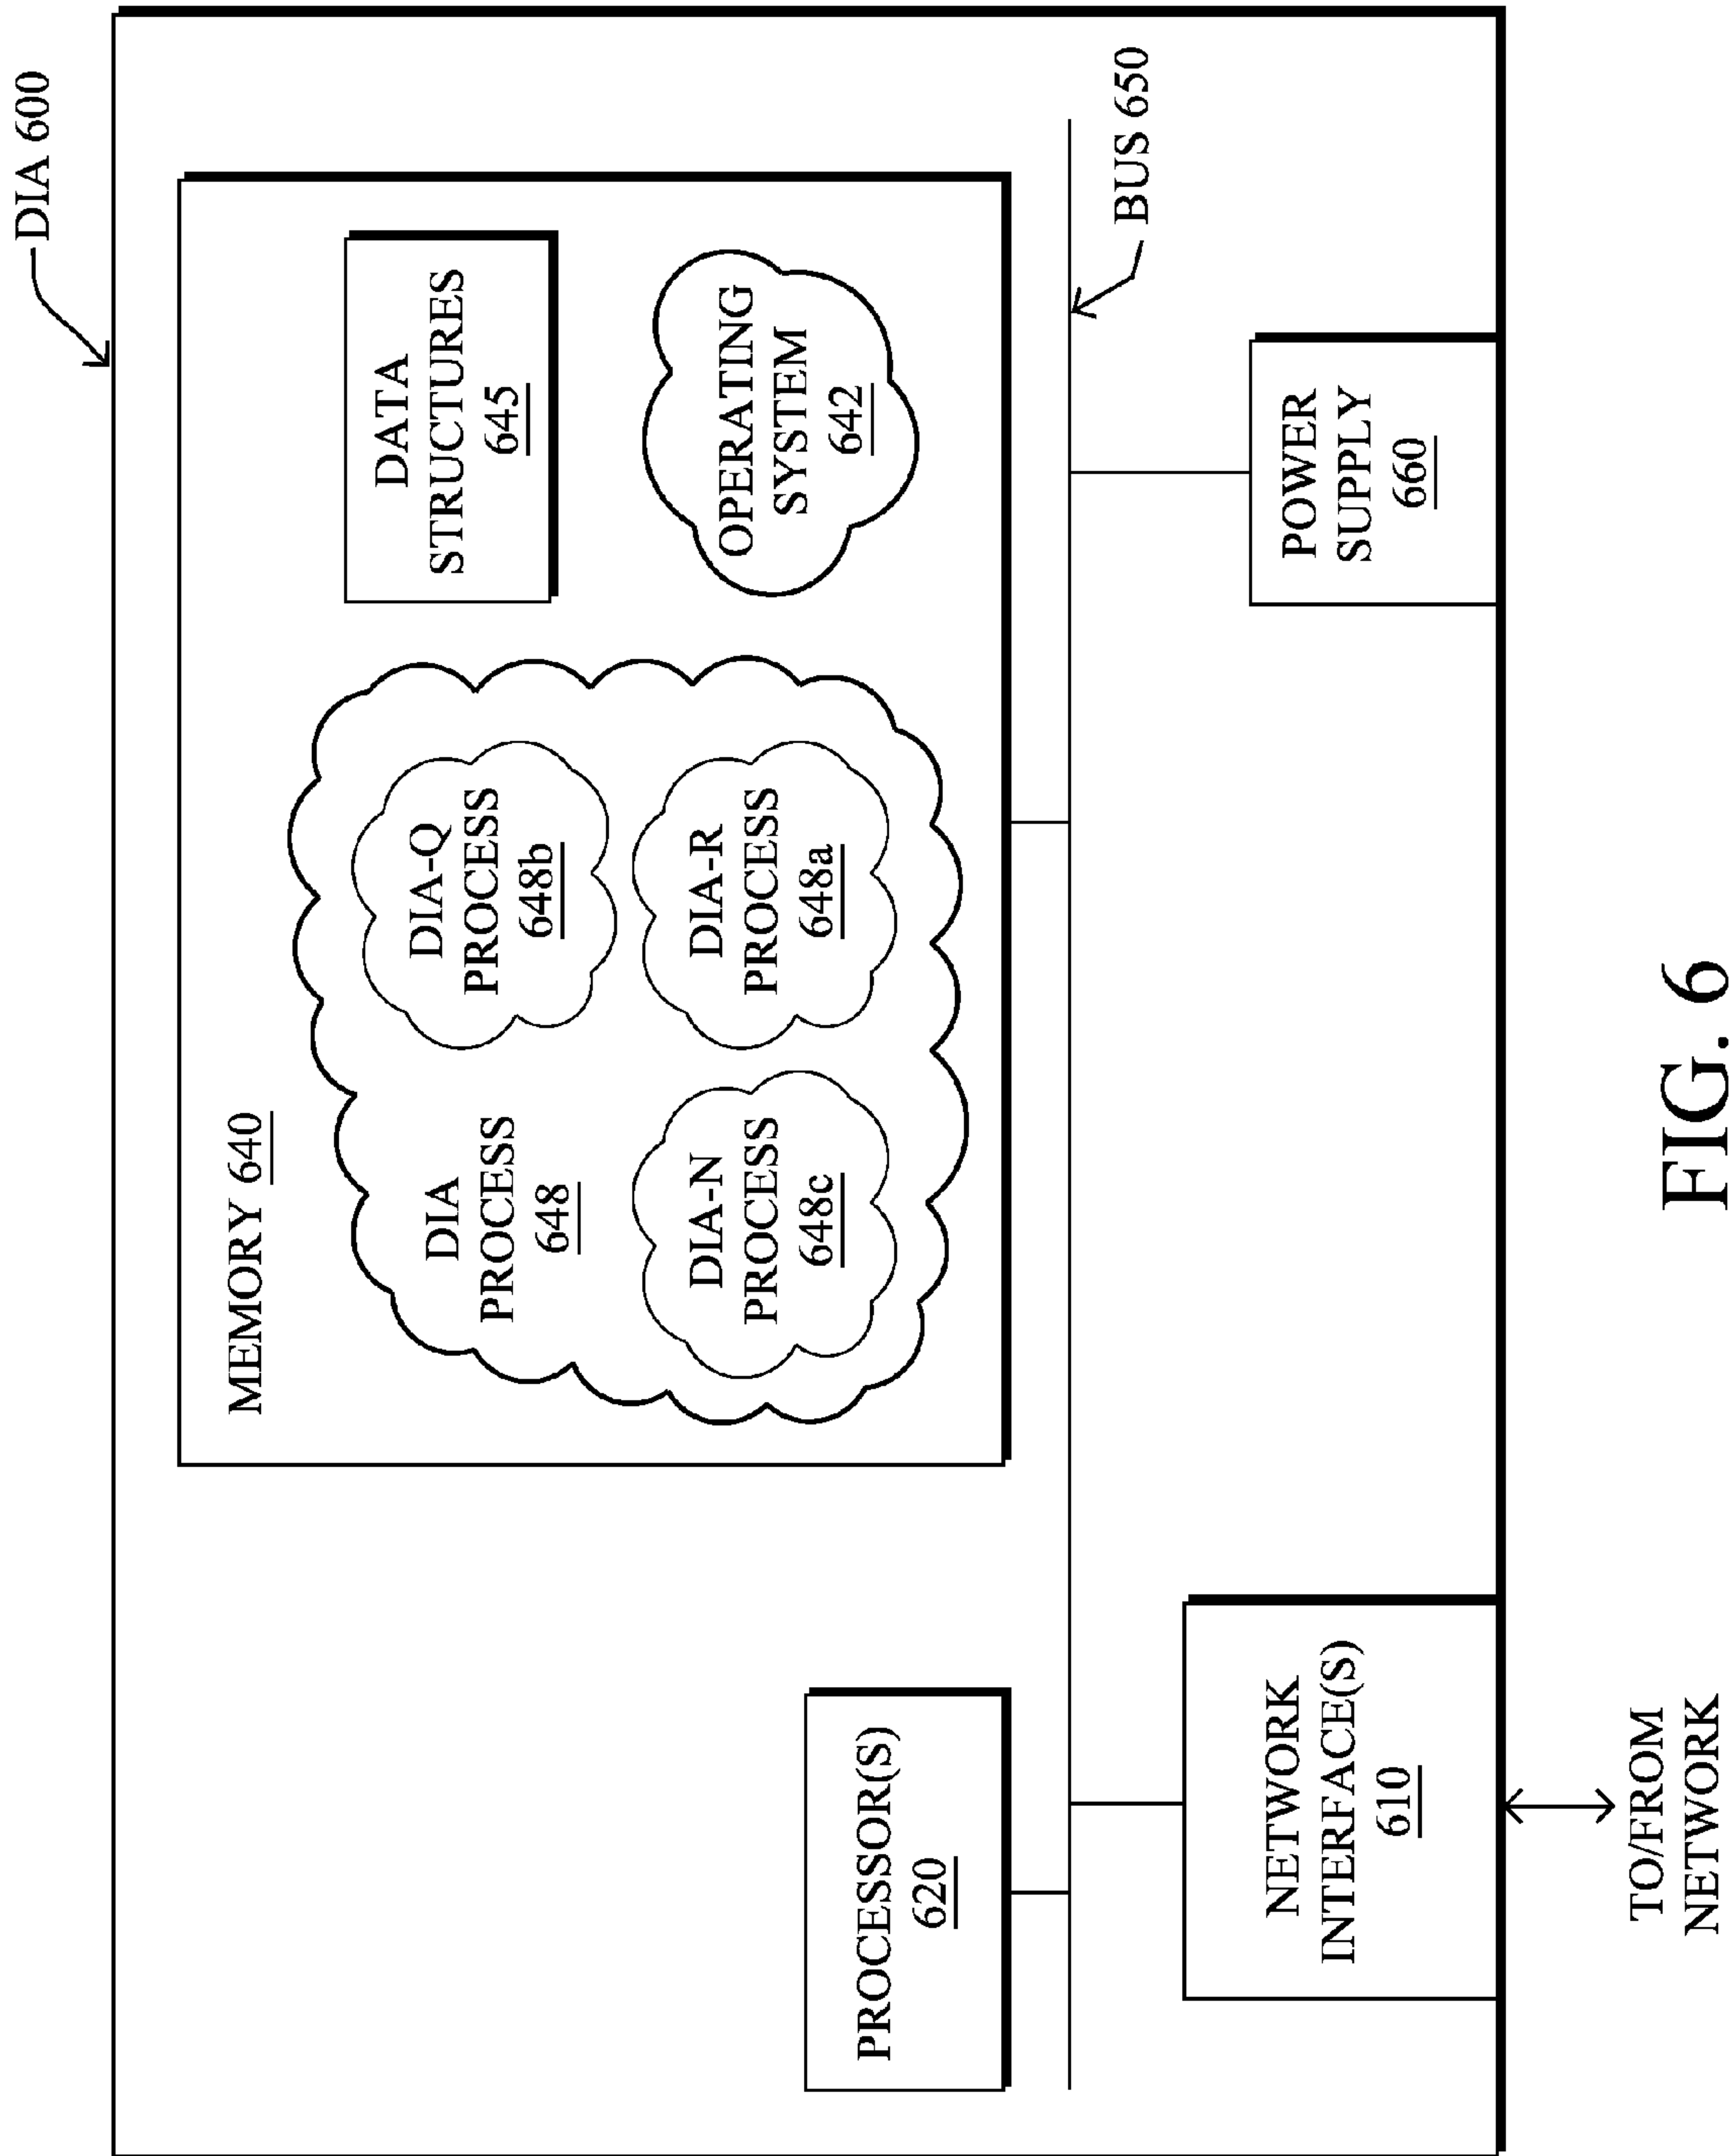 DIA 600
MEMORY 640
DIA
PROCESS
648
DIA-Q
PROCESS
648b
DATA
STRUCTURES
645
DIA-N
PROCESS
648c
DIA-R
PROCESS
648a
OPERATING
SYSTEM
642
PROCESSOR(S)
620
BUS 650
NETWORK
INTERFACE(S)
610
POWER
SUPPLY
660
TO/FROM
NETWORK
FIG. 6